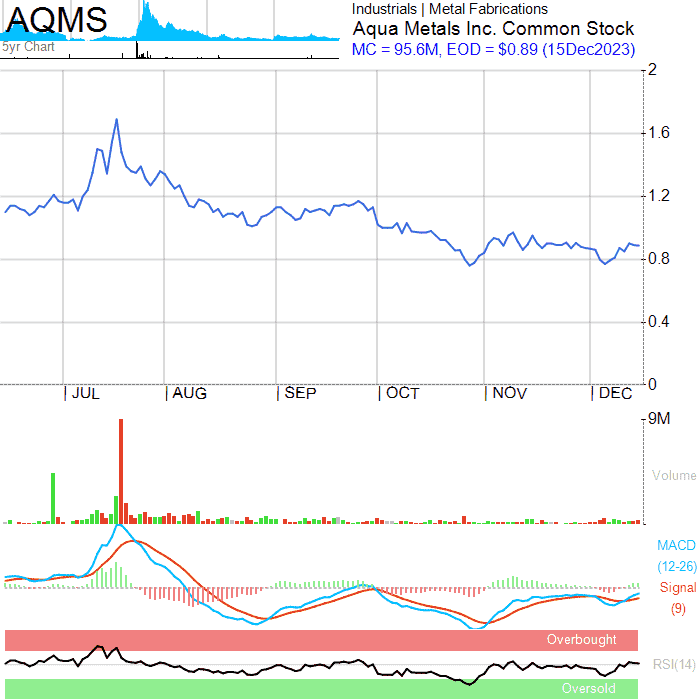 AQMS
5yr Chart
Industrials | Metal Fabrications
Aqua Metals Inc. Common Stock
MC = 95.6M, EOD = $0.89 (15Dec2023)
2
1.6
1.2
0.8
0.4
0
| JUL | AUG | SEP | OCT | NOV | DEC
9M
Volume
MACD
(12-26)
Signal
(9)
Overbought
RSI(14)
Oversold